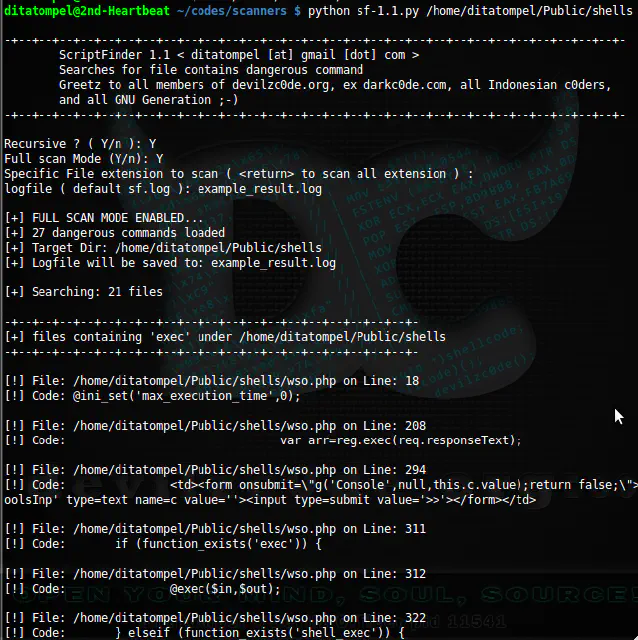 ditatompel@2nd-Heartbeat ~/codes/scanners $ python sf-1.1.py /home/ditatompel/Public/shells
-+--+--+--+--+--+--+--+--+--+--+--+--+--+--+--+--+--+--+--+--+--+--+--+--+--+--+--+--+--+-
ScriptFinder 1.1 < ditatompel [at] gmail [dot] com >
Searches for file contains dangerous command
Greetz to all members of devilzc0de.org, ex darkc0de.com, all Indonesian c0ders,
and all GNU Generation ;-)
-+--+--+--+--+--+--+--+--+--+--+--+--+--+--+--+--+--+--+--+--+--+--+--+--+--+--+--+--+--+-
Recursive ? ( Y/n ): Y
Full scan Mode (Y/n): Y
Specific File extension to scan ( <return> to scan all extension ) :
logfile ( default sf.log ): example_result.log
[+] FULL SCAN MODE ENABLED...
[+] 27 dangerous commands loaded
[+] Target Dir: /home/ditatompel/Public/shells
[+] Logfile will be saved to: example_result.log
[+] Searching: 21 files
-+--+--+--+--+--+--+--+--+--+--+--+--+--+--+--+--+--+--+--+-
[+] files containing 'exec' under /home/ditatompel/Public/shells
-+--+--+--+--+--+--+--+--+--+--+--+--+--+--+--+--+--+--+--+-
[!] File: /home/ditatompel/Public/shells/wso.php on Line: 18
[!] Code: @ini_set('max_execution_time',0);
[!] File: /home/ditatompel/Public/shells/wso.php on Line: 208
[!] Code: var arr=reg.exec(req.responseText);
[!] File: /home/ditatompel/Public/shells/wso.php on Line: 294
[!] Code: <td><form onsubmit=\"g('Console',null,this.c.value);return false;\">
oolsInp' type=text name=c value=''><input type=submit value='>>'></form></td>
[!] File: /home/ditatompel/Public/shells/wso.php on Line: 311
[!] Code: if (function_exists('exec')) {
[!] File: /home/ditatompel/Public/shells/wso.php on Line: 312
[!] Code: @exec($in,$out);
[!] File: /home/ditatompel/Public/shells/wso.php on Line: 322
[!] Code: } elseif (function_exists('shell_exec')) {